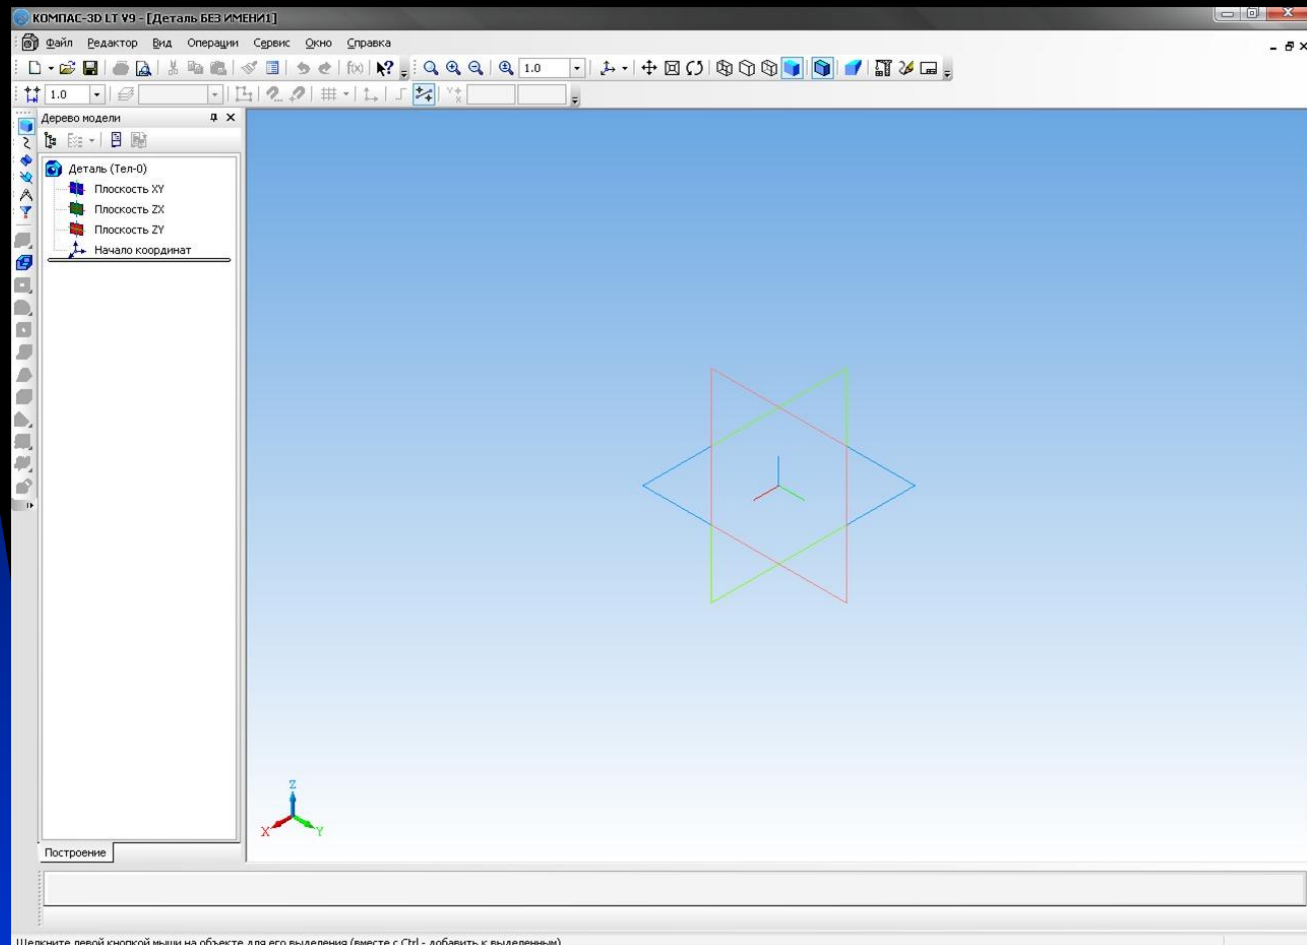 КОМПАС-3D LT V9 - [Деталь БЕЗ ИМЕНИ1]
Файл Редактор Вид Операции Сервис Окно Справка
1.0
1.0
Дерево модели
Деталь (Тел-0)
Плоскость XY
Плоскость ZX
Плоскость ZY
Начало координат
Z
X Y
Построение
Щелкните левой кнопкой мыши на объекте для его выделения (вместе с Ctrl - добавить к выделенным)